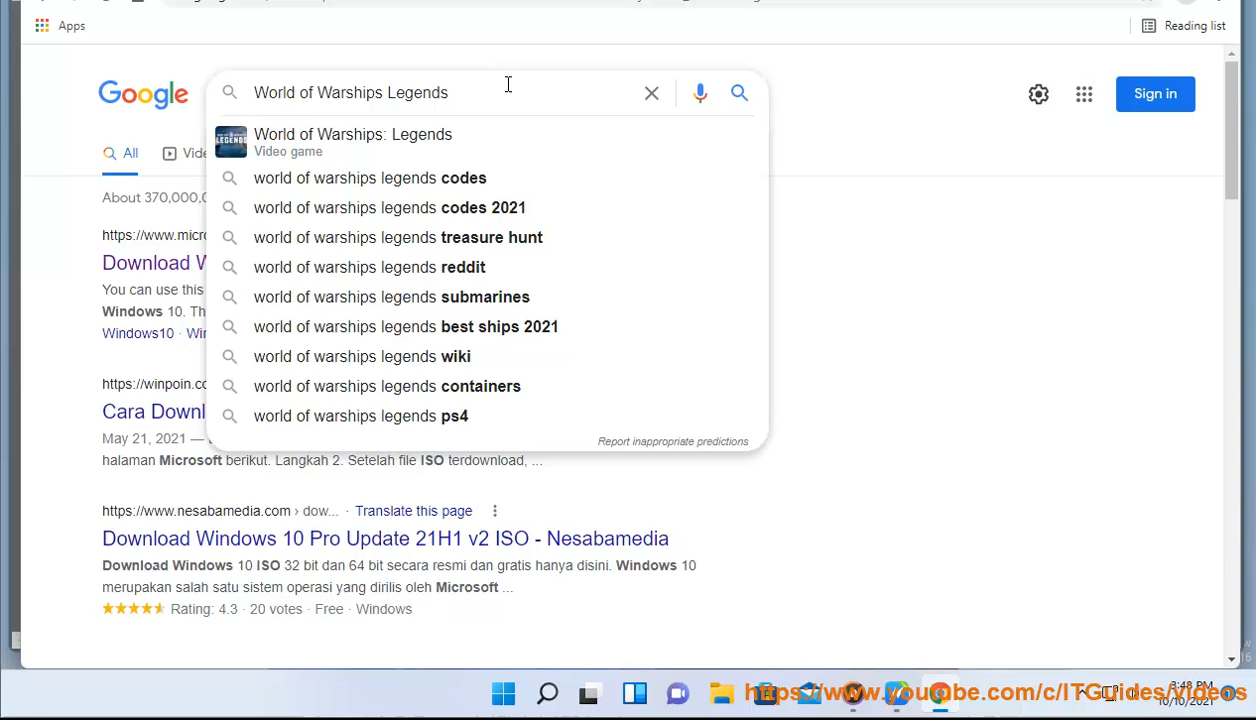 Apps
Reading list
Google
World of Warships Legends
Sign in
World of Warships: Legends
Video game
All
world of warships legends codes
About 370,000,0
world of warships legends codes 2021
https://www.micro
world of warships legends treasure hunt
Download W
world of warships legends reddit
You can use this
world of warships legends submarines
Windows 10. Th
world of warships legends best ships 2021
Windows10 · Win
world of warships legends wiki
https://winpoin.co
world of warships legends containers
Cara Downl
world of warships legends ps4
May 21, 2021 —
Report inappropriate predictions
halaman Microsoft berikut. Langkah 2. Setelah file ISO terdownload, ...
https://www.nesabamedia.com › dow... · Translate this page
Download Windows 10 Pro Update 21H1 v2 ISO - Nesabamedia
Download Windows 10 ISO 32 bit dan 64 bit secara resmi dan gratis hanya disini. Windows 10
merupakan salah satu sistem operasi yang dirilis oleh Microsoft ...
Rating: 4.3 · 20 votes · Free · Windows
3:48 PM
https://www.youtube.com/c/ITGuides/videos
10/10/2021